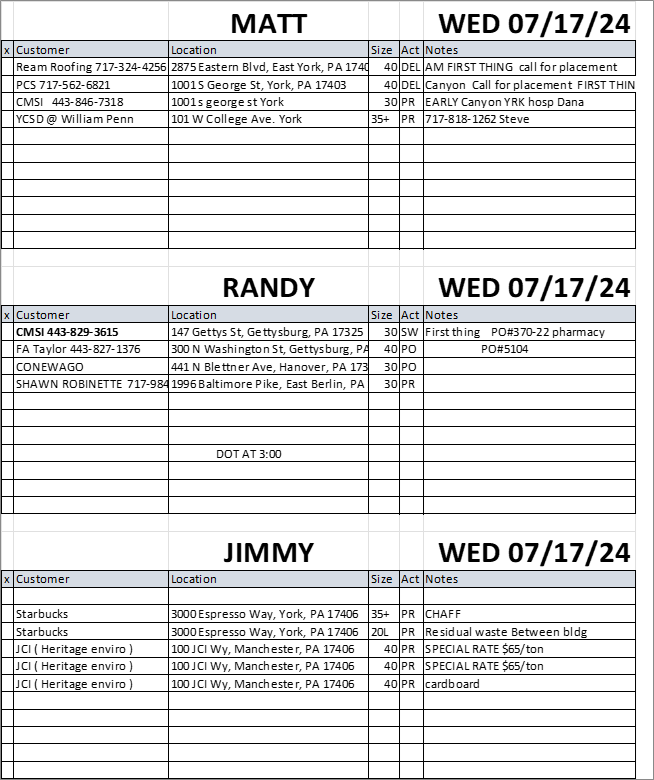 MATT WED 07/17/24
x Customer Location Size Act Notes
Ream Roofing 717-324-4256 2875 Eastern Blvd, East York, PA 1740 40 DEL AM FIRST THING call for placement
PCS 717-562-6821 1001 S George St, York, PA 17403 40 DEL Canyon Call for placement FIRST THIN
CMSI 443-846-7318 1001 s george st York 30 PR EARLY Canyon YRK hosp Dana
YCSD @ William Penn 101 W College Ave. York 35+ PR 717-818-1262 Steve
RANDY WED 07/17/24
x Customer Location Size Act Notes
CMSI 443-829-3615 147 Gettys St, Gettysburg, PA 17325 30 SW First thing PO#370-22 pharmacy
FA Taylor 443-827-1376 300 N Washington St, Gettysburg, PA 40 PO PO#5104
CONEWAGO 441 N Blettner Ave, Hanover, PA 173 30 PO
SHAWN ROBINETTE 717-984 1996 Baltimore Pike, East Berlin, PA 30 PR
DOT AT 3:00
JIMMY WED 07/17/24
x Customer Location Size Act Notes
Starbucks 3000 Espresso Way, York, PA 17406 35+ PR CHAFF
Starbucks 3000 Espresso Way, York, PA 17406 20L PR Residual waste Between bldg
JCI ( Heritage enviro ) 100 JCI Wy, Manchester, PA 17406 40 PR SPECIAL RATE $65/ton
JCI ( Heritage enviro ) 100 JCI Wy, Manchester, PA 17406 40 PR SPECIAL RATE $65/ton
JCI ( Heritage enviro ) 100 JCI Wy, Manchester, PA 17406 40 PR cardboard